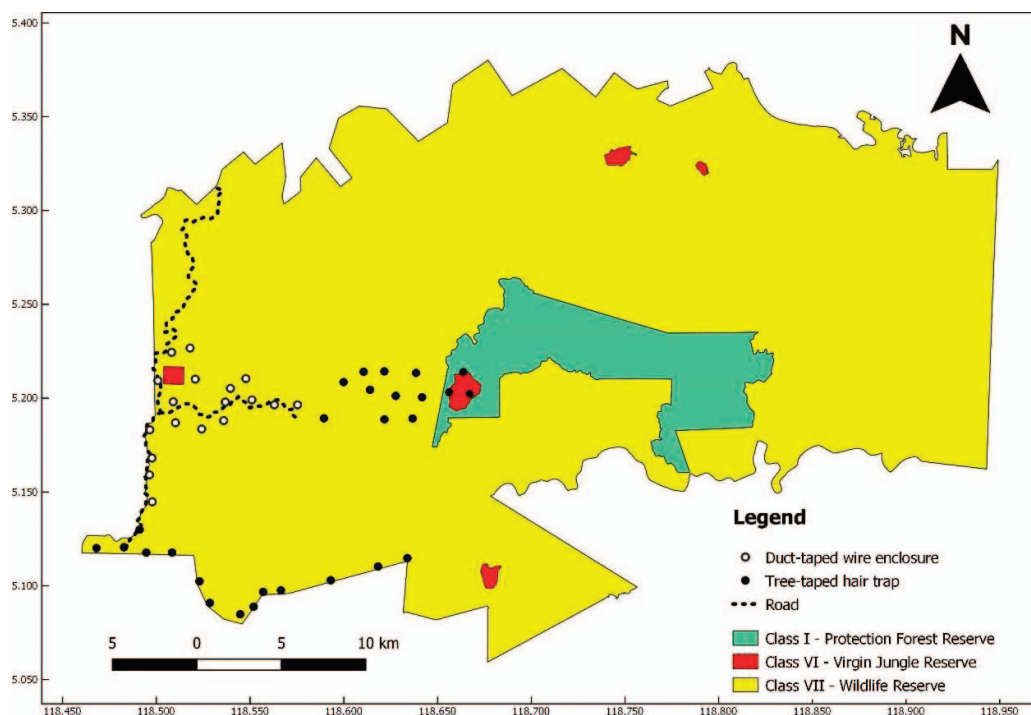 5.400
N
5.350
5.300
5.250
5.200
5.150
Legend
Duct-taped wire enclosure
Tree-taped hair trap
Road
5.100
5 0 5 10 km
Class I - Protection Forest Reserve
Class VI - Virgin Jungle Reserve
Class VII - Wildlife Reserve
5.050
118.450 118.500 118.550 118.600 118.650 118.700 118.750 118.800 118.850 118.900 118.950